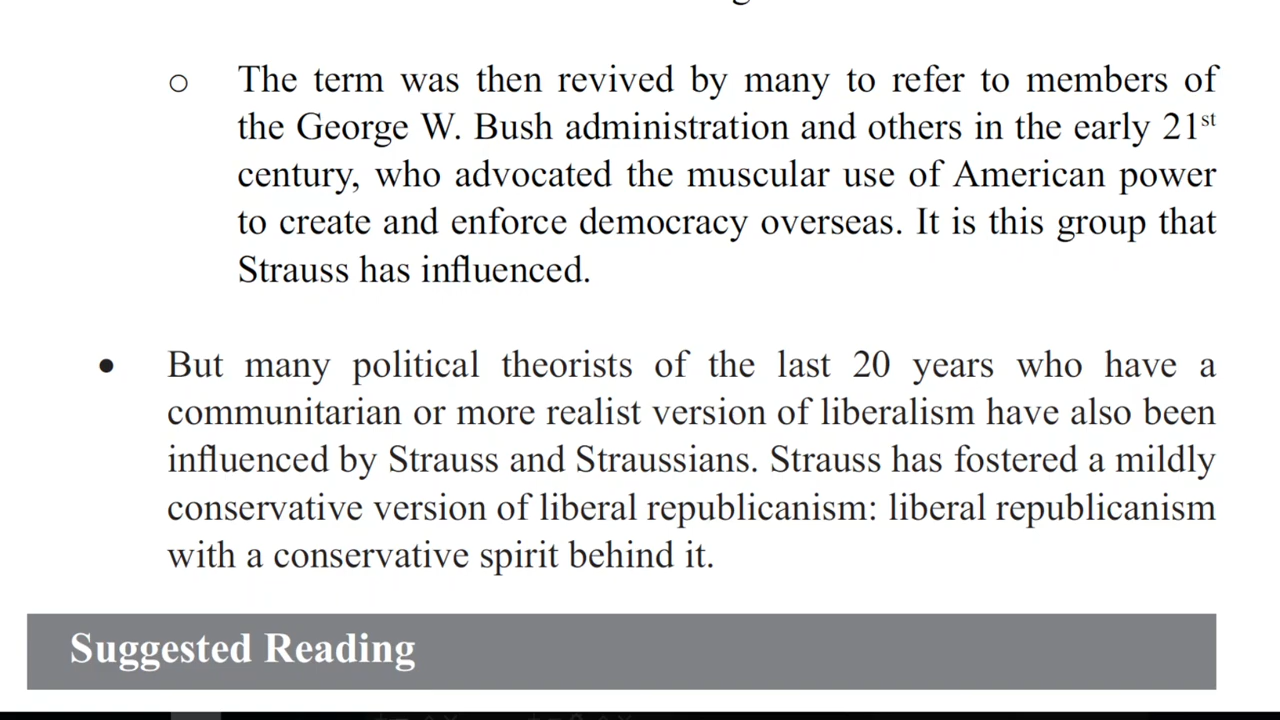 The term was then revived by many to refer to members of
the George W. Bush administration and others in the early 21st
century, who advocated the muscular use of American power
to create and enforce democracy overseas. It is this group that
Strauss has influenced.
But many political theorists of the last 20 years who have a
communitarian or more realist version of liberalism have also been
influenced by Strauss and Straussians. Strauss has fostered a mildly
conservative version of liberal republicanism: liberal republicanism
with a conservative spirit behind it.
Suggested Reading